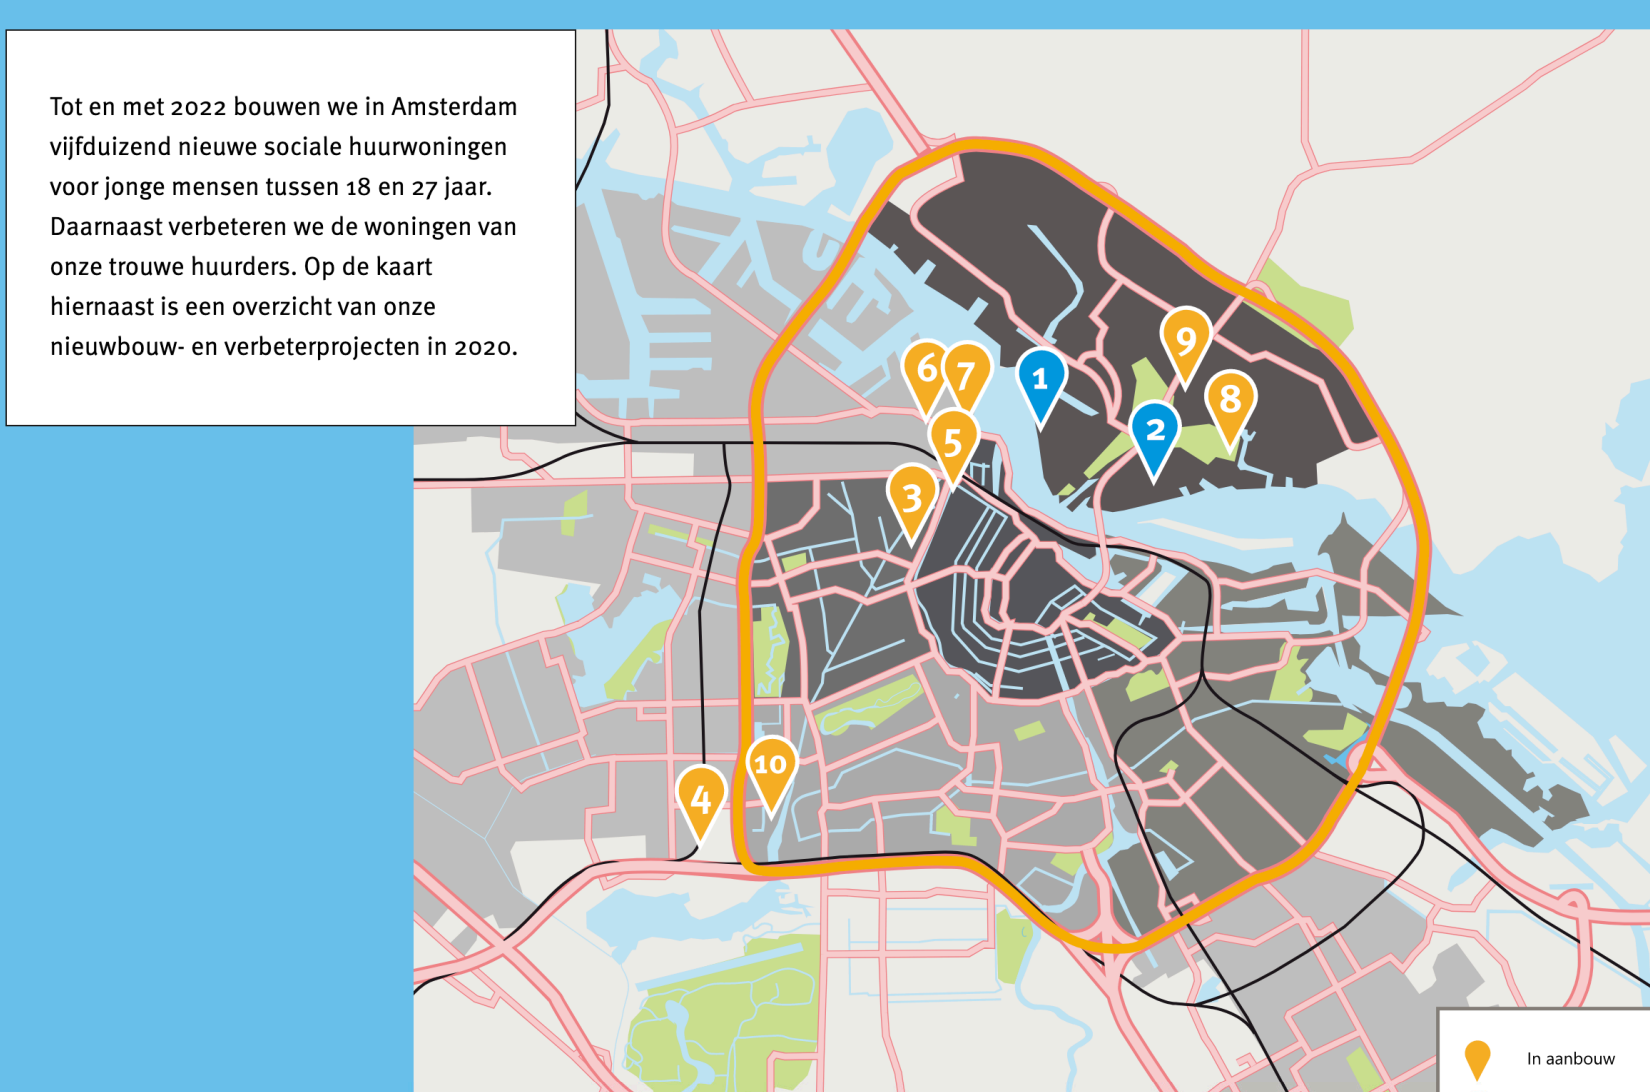 Tot en met 2022 bouwen we in Amsterdam
vijfduizend nieuwe sociale huurwoningen
voor jonge mensen tussen 18 en 27 jaar.
Daarnaast verbeteren we de woningen van
onze trouwe huurders. Op de kaart
hiernaast is een overzicht van onze
nieuwbouw- en verbeterprojecten in 2020.
9
6
7
1
8
2
5
3
10
4
In aanbouw